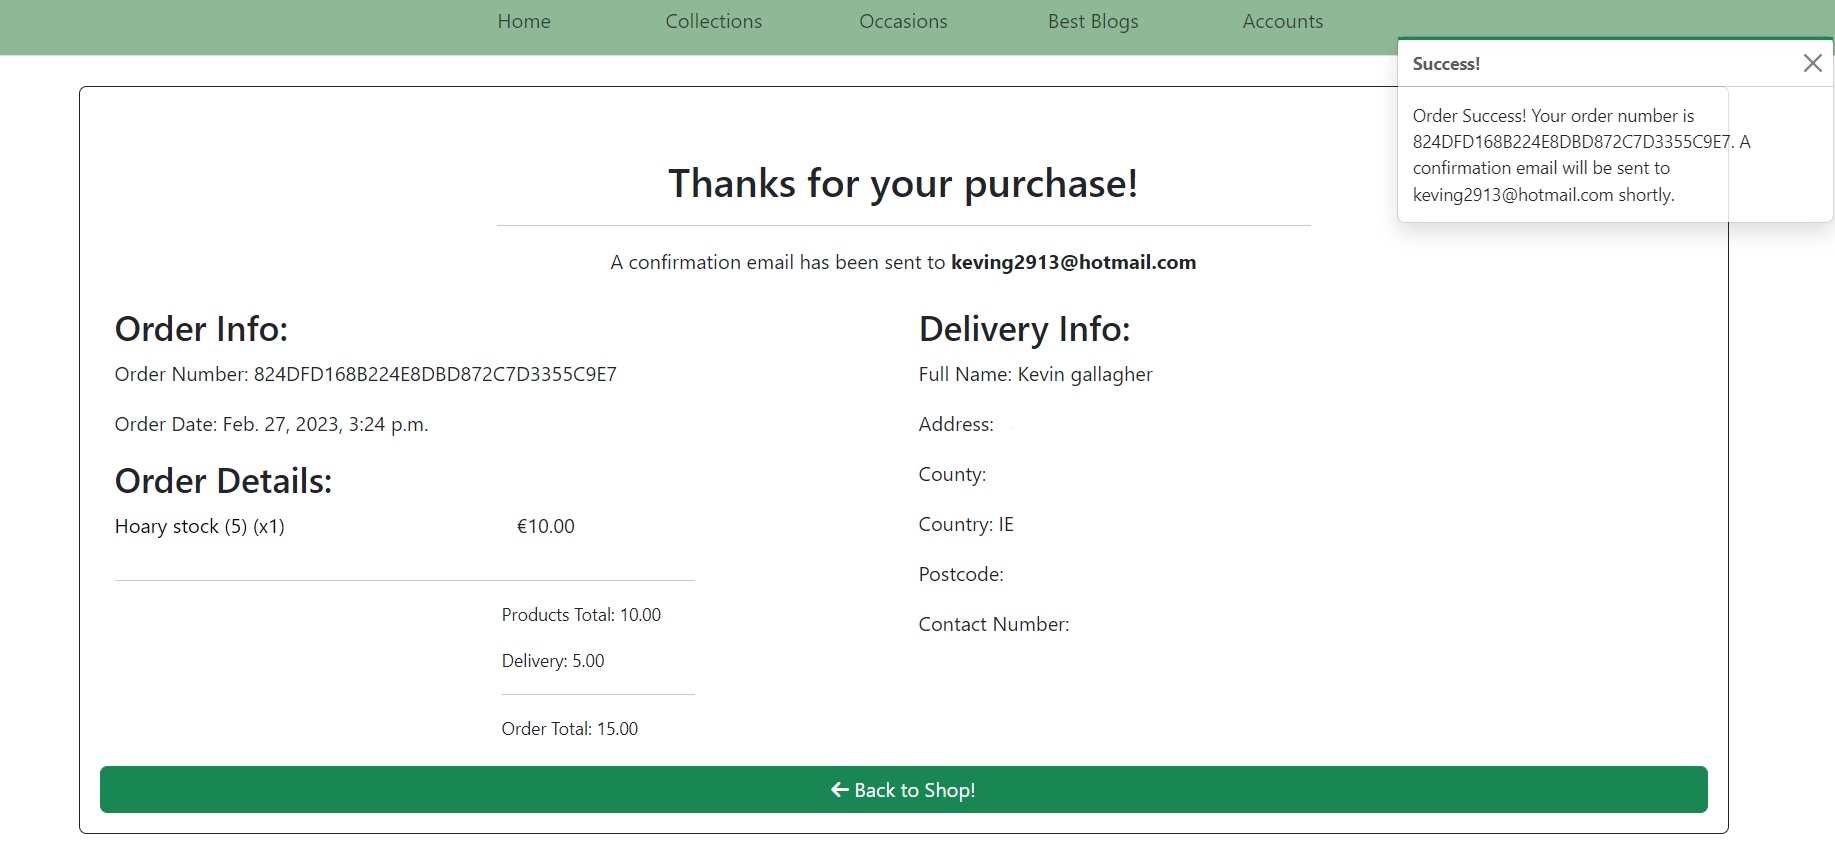 Home Collections Occasions Best Blogs Accounts
Success!
Order Success! Your order number is
824DFD168B224E8DBD872C7D3355C9E7. A
confirmation email will be sent to
keving2913@hotmail.com shortly.
Thanks for your purchase!
A confirmation email has been sent to keving2913@hotmail.com
Order Info:
Order Number: 824DFD168B224E8DBD872C7D3355C9E7
Order Date: Feb. 27, 2023, 3:24 p.m.
Order Details:
Hoary stock (5) (x1) €10.00
Products Total: 10.00
Delivery: 5.00
Order Total: 15.00
Delivery Info:
Full Name: Kevin gallagher
Address:
County:
Country: IE
Postcode:
Contact Number:
Back to Shop!